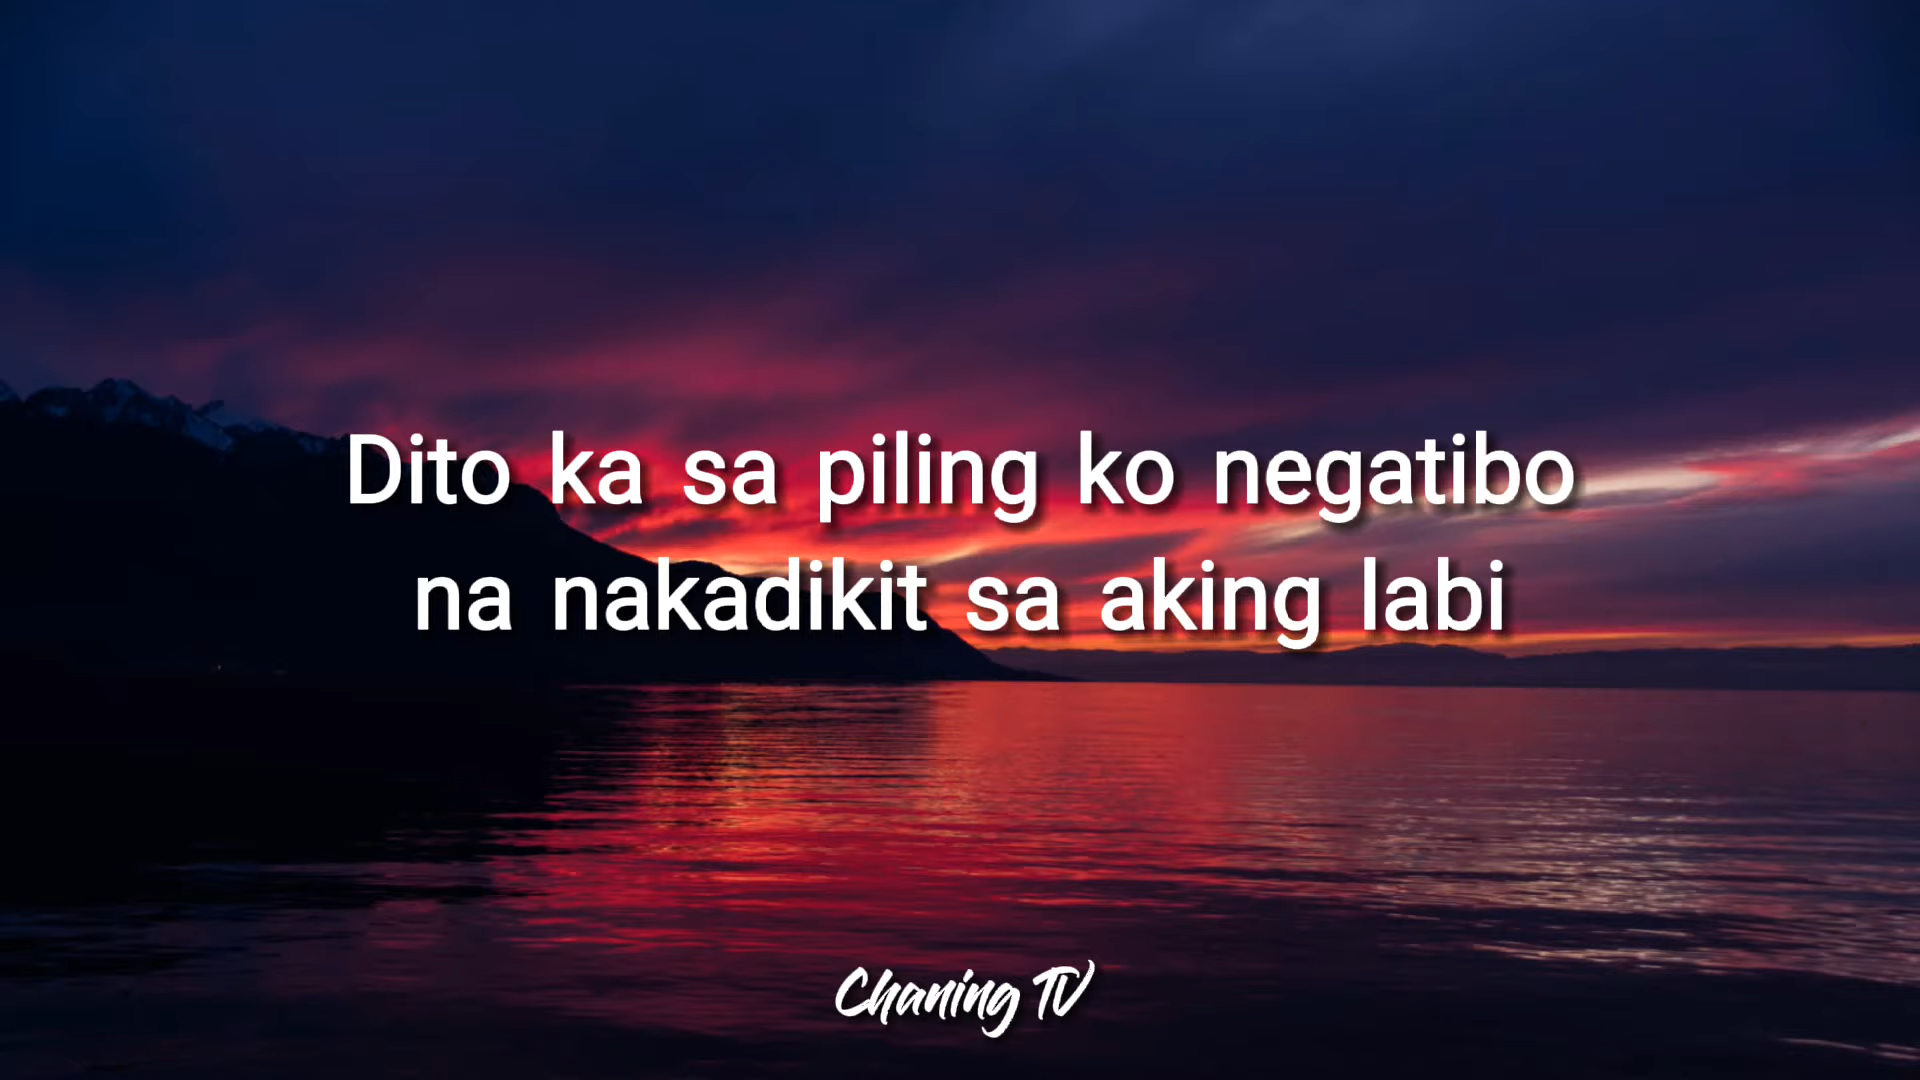 Dito ka sa piling ko negatibo
na nakadikit sa aking labi
Chaning TV